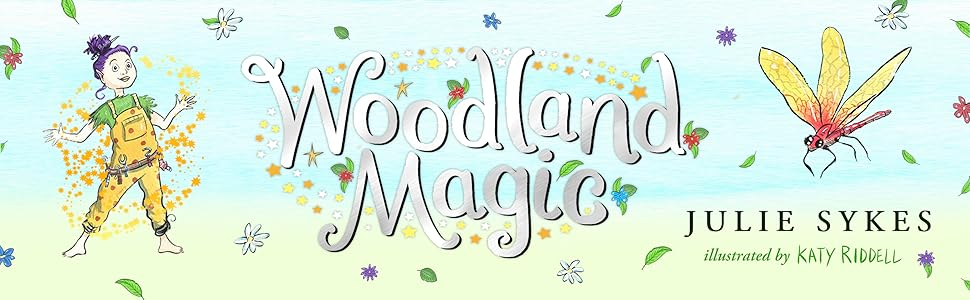 Woodland
Magic
JULIE SYKES
illustrated by KATY RIDDELL